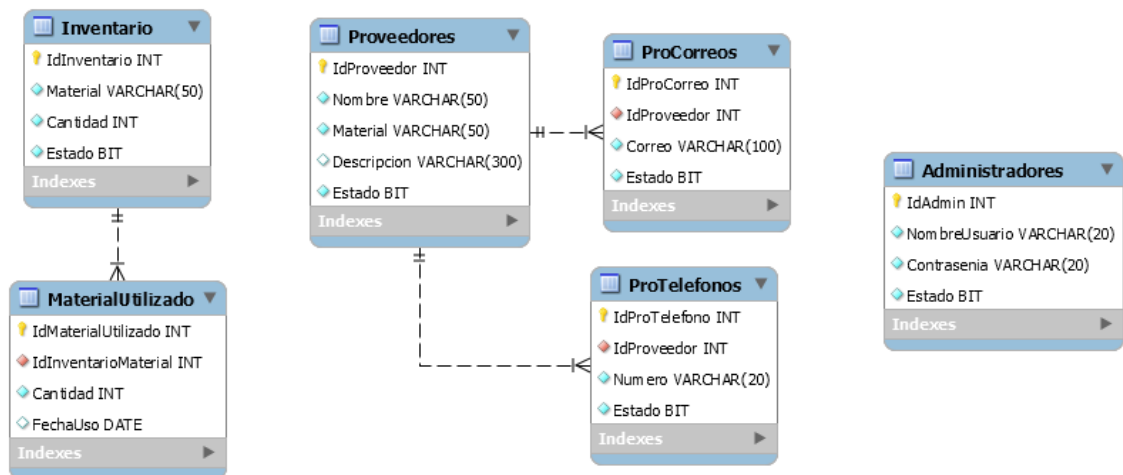 Inventario
IdInventario INT
Material VARCHAR(50)
Cantidad INT
Estado BIT
Indexes
MaterialUtilizado
IdMaterialUtilizado INT
IdInventarioMaterial INT
Cantidad INT
FechaUso DATE
Indexes
Proveedores
IdProveedor INT
Nombre VARCHAR(50)
Material VARCHAR(50)
Descripcion VARCHAR(300)
Estado BIT
Indexes
ProCorreos
IdProCorreo INT
IdProveedor INT
Correo VARCHAR(100)
Estado BIT
Indexes
ProTelefonos
IdProTelefono INT
IdProveedor INT
Numero VARCHAR(20)
Estado BIT
Indexes
Administradores
IdAdmin INT
NombreUsuario VARCHAR(20)
Contrasenia VARCHAR(20)
Estado BIT
Indexes